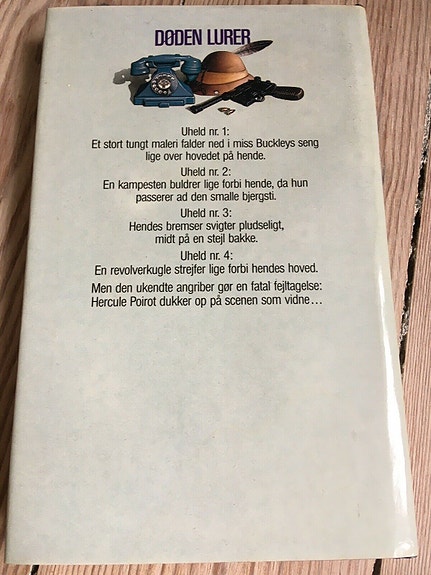 DØDEN LURER
Uheld nr. 1:
Et stort tungt maleri falder ned i miss Buckleys seng
lige over hovedet på hende.
Uheld nr. 2:
En kampesten buldrer lige forbi hende, da hun
passerer ad den smalle bjergsti.
Uheld nr. 3:
Hendes bremser svigter pludseligt,
midt på en stejl bakke.
Uheld nr. 4:
En revolverkugle strejfer lige forbi hendes hoved.
Men den ukendte angriber gør en fatal fejltagelse:
Hercule Poirot dukker op på scenen som vidne...